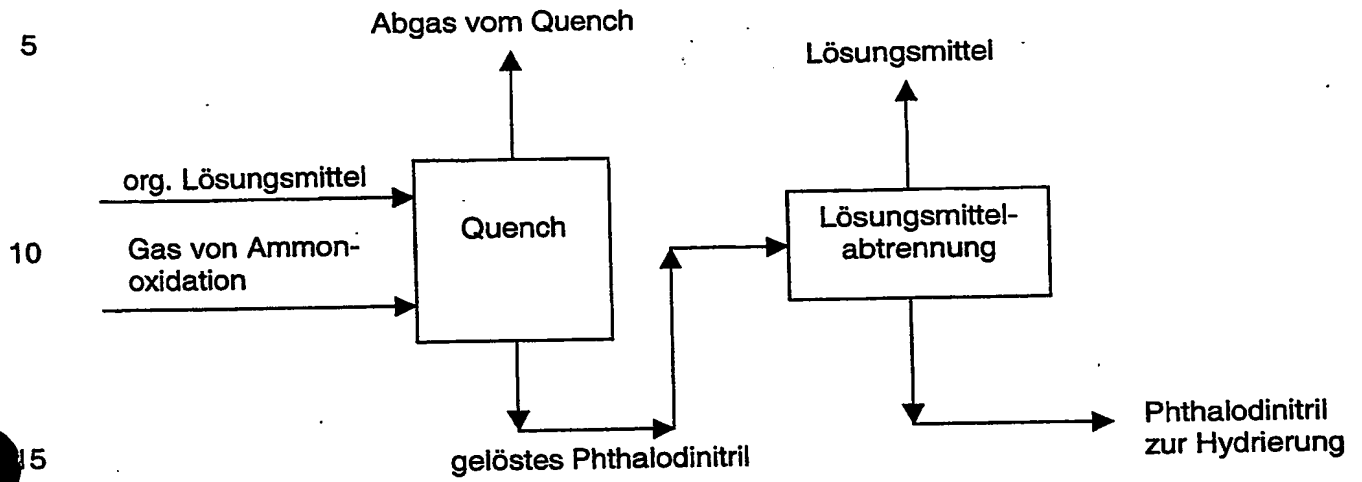 5
Abgas vom Quench
Lösungsmittel
org. Lösungsmittel
Quench
Lösungsmittel-
abtrennung
10
Gas von Ammon-
oxidation
Phthalodinitril
zur Hydrierung
gelöstes Phthalodinitril
15